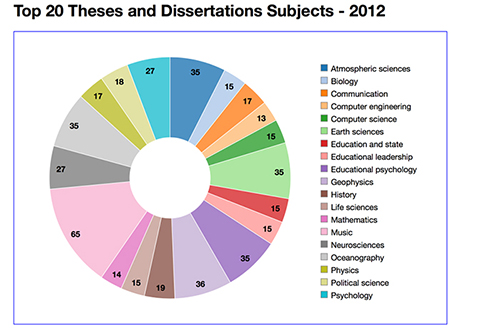 Top 20 Theses and Dissertations Subjects - 2012
35
15
17
13
15
35
15
15
35
36
19
15
14
65
27
35
17
18
27
Atmospheric sciences
Biology
Communication
Computer engineering
Computer science
Earth sciences
Education and state
Educational leadership
Educational psychology
Geophysics
History
Life sciences
Mathematics
Music
Neurosciences
Oceanography
Physics
Political science
Psychology